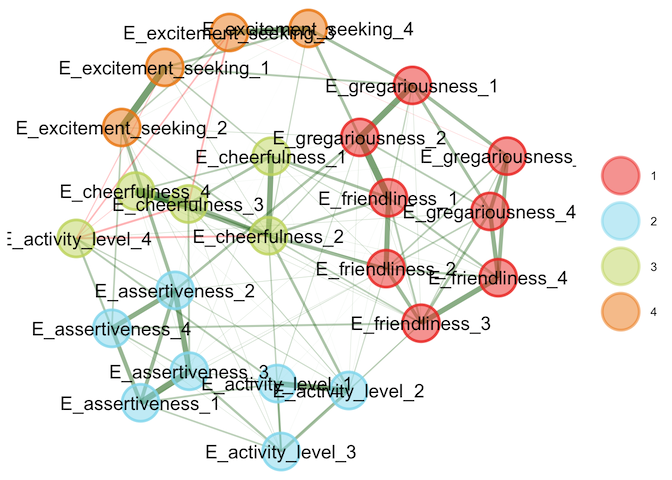 E_excitement_seeking_3
E_excitement_seeking_4
E_excitement_seeking_1
E_gregariousness_1
E_excitement_seeking_2
E_gregariousness_2
E_cheerfulness_1
E_gregariousness_
E_cheerfulness_4
E_cheerfulness_3
E_friendliness_1
E_gregariousness_4
E_activity_level_4
E_cheerfulness_2
E_friendliness_2
E_friendliness_4
E_assertiveness_2
E_assertiveness_4
E_friendliness_3
E_assertiveness_3
E_activity_level_1
E_activity_level_2
E_assertiveness_1
E_activity_level_3
1
2
3
4